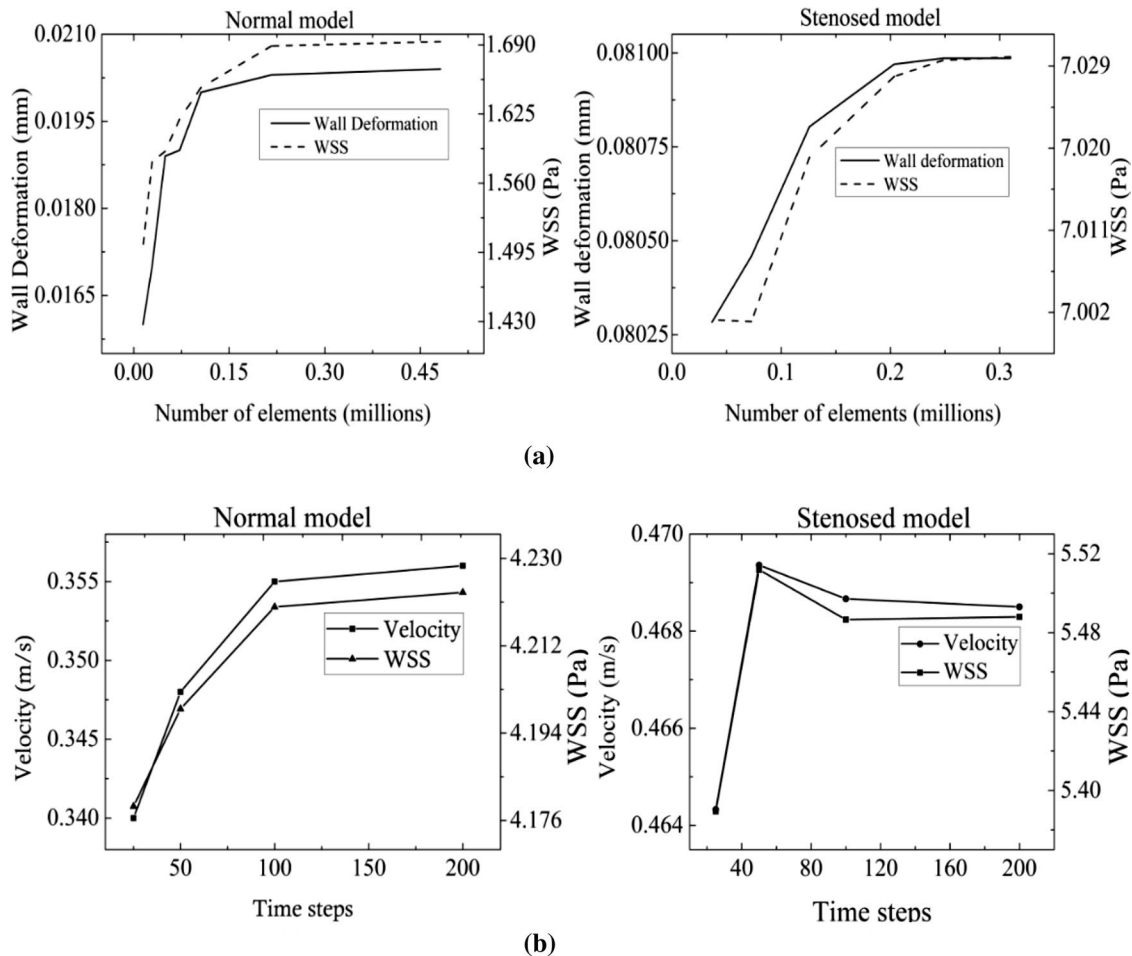 Normal model
0.0210
0.0195
0.0180
0.0165
Wall Deformation (mm)
Wall Deformation
WSS
1.690
1.625
1.560
1.495
1.430
WSS (Pa)
0.00 0.15 0.30 0.45
Number of elements (millions)
Stenosed model
0.08100
0.08075
0.08050
0.08025
Wall deformation (mm)
Wall deformation
WSS
7.029
7.020
7.011
7.002
WSS (Pa)
0.0 0.1 0.2 0.3
Number of elements (millions)
(a)
Normal model
0.355
0.350
0.345
0.340
Velocity (m/s)
Velocity
WSS
4.230
4.212
4.194
4.176
WSS (Pa)
50 100 150 200
Time steps
Stenosed model
0.470
0.468
0.466
0.464
Velocity (m/s)
Velocity
WSS
5.52
5.48
5.44
5.40
WSS (Pa)
40 80 120 160 200
Time steps
(b)